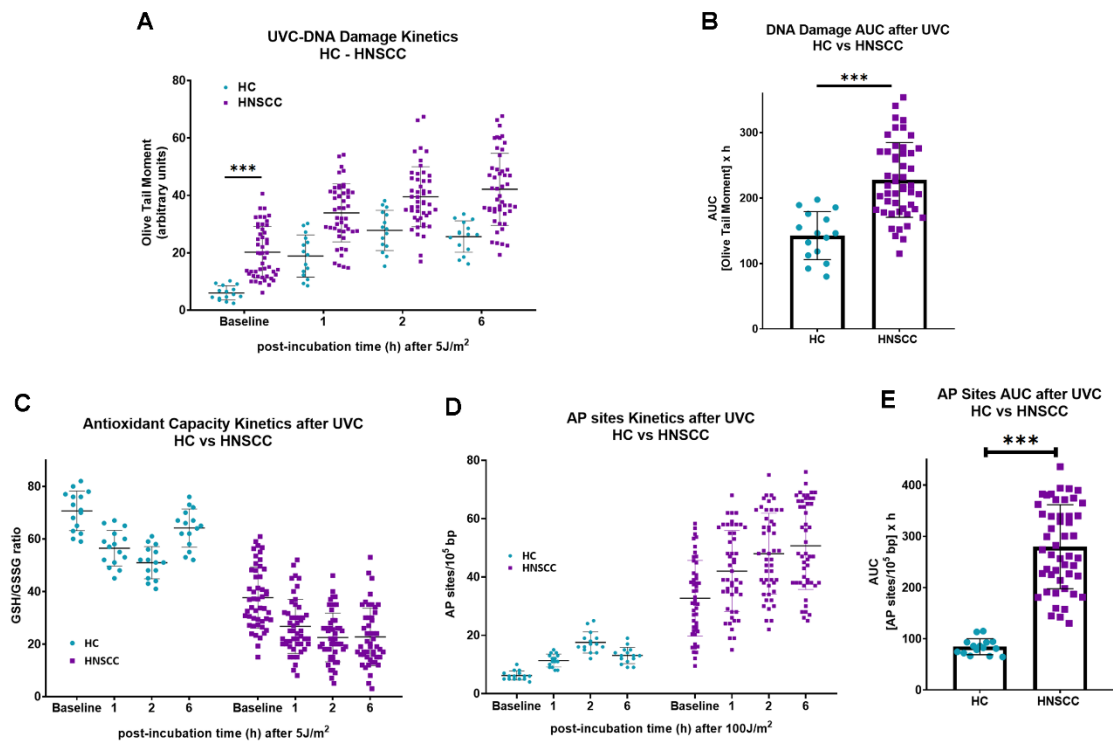 A
UVC-DNA Damage Kinetics
HC - HNSCC
80
60
40
20
0
Olive Tail Moment
(arbitrary units)
HC
HNSCC
***
Baseline 1 2 6
post-incubation time (h) after 5J/m²
B
DNA Damage AUC after UVC
HC vs HNSCC
***
300
200
100
0
AUC
[Olive Tail Moment] x h
HC HNSCC
C
Antioxidant Capacity Kinetics after UVC
HC vs HNSCC
80
60
40
20
0
GSH/GSSG ratio
HC
HNSCC
Baseline 1 2 6 Baseline 1 2 6
post-incubation time (h) after 5J/m²
D
AP sites Kinetics after UVC
HC vs HNSCC
80
60
40
20
0
AP sites/10⁵ bp
HC
HNSCC
Baseline 1 2 6 Baseline 1 2 6
post-incubation time (h) after 100J/m²
E
AP Sites AUC after UVC
HC vs HNSCC
***
400
300
200
100
0
AUC
[AP sites/10⁵ bp] x h
HC HNSCC